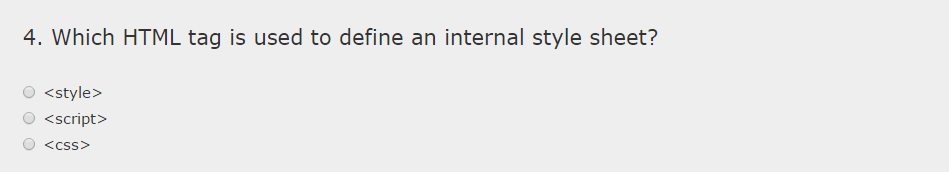 4. Which HTML tag is used to define an internal style sheet?
<style>
<script>
<css>